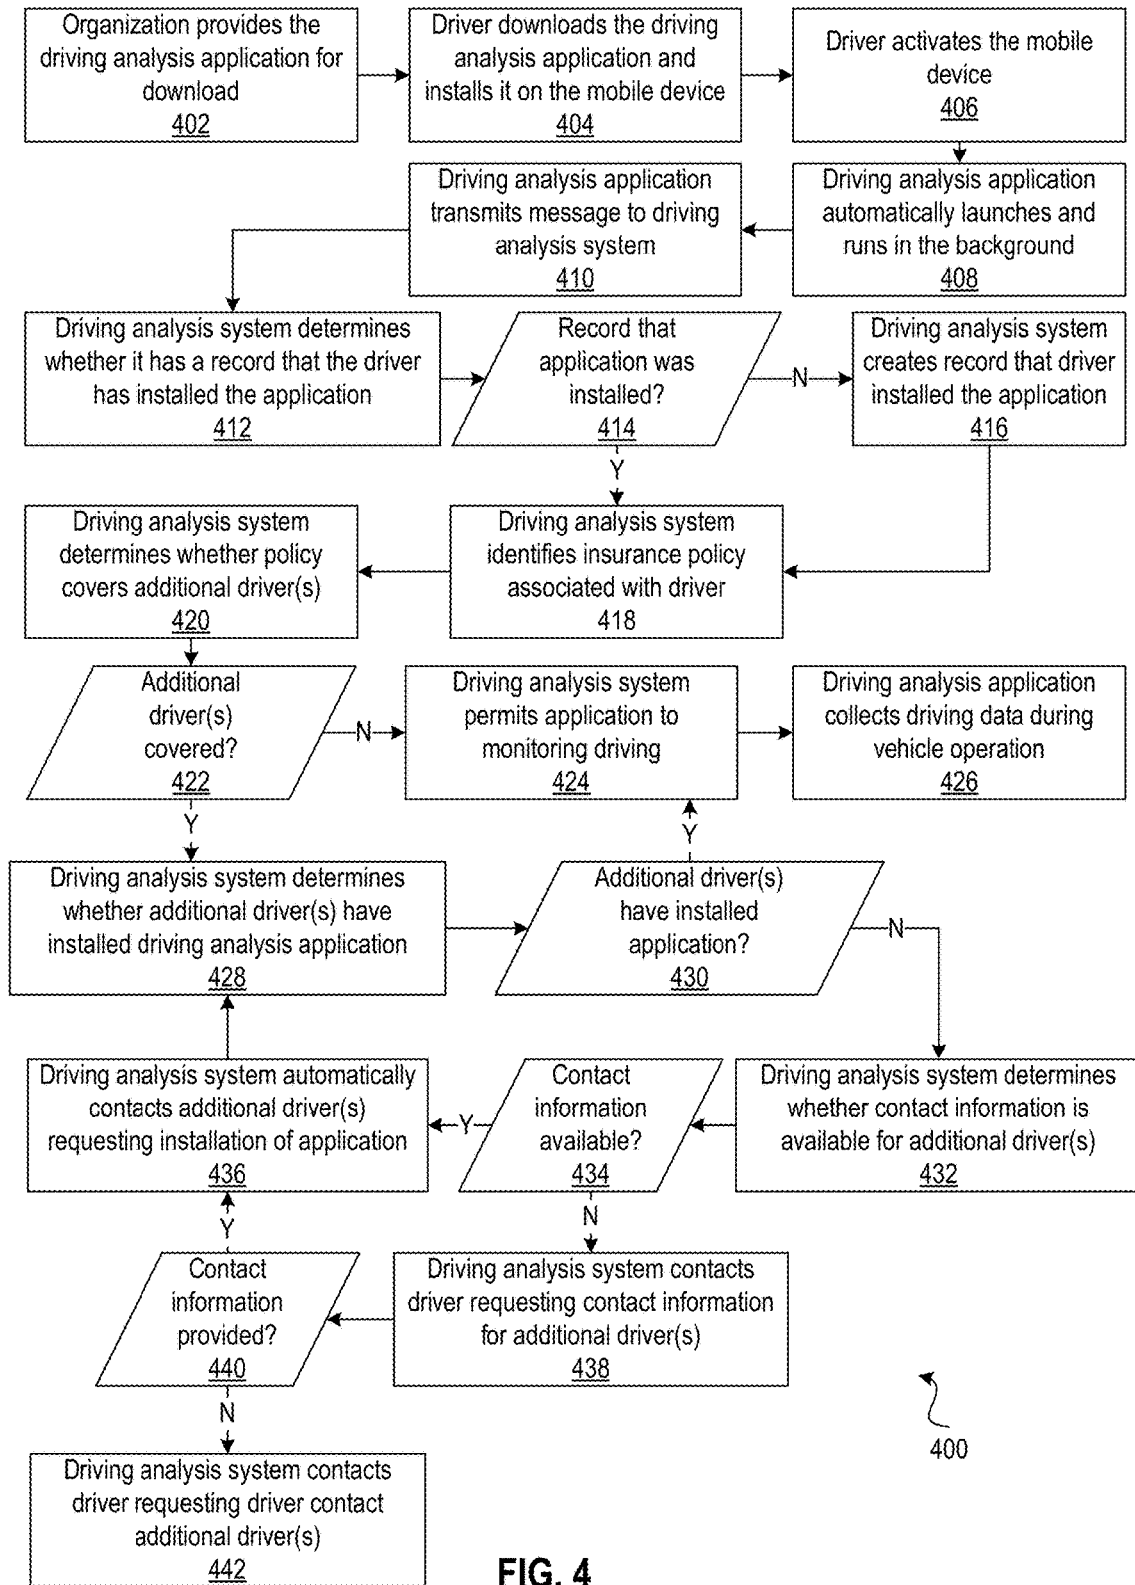 Organization provides the
driving analysis application for
download
402
Driver downloads the driving
analysis application and
installs it on the mobile device
404
Driver activates the mobile
device
406
Driving analysis application
automatically launches and
runs in the background
408
Driving analysis application
transmits message to driving
analysis system
410
Driving analysis system determines
whether it has a record that the driver
has installed the application
412
Record that
application was
installed?
414
N
Y
Driving analysis system
creates record that driver
installed the application
416
Driving analysis system
identifies insurance policy
associated with driver
418
Driving analysis system
determines whether policy
covers additional driver(s)
420
Additional
driver(s)
covered?
422
N
Y
Driving analysis system
permits application to
monitoring driving
424
Driving analysis application
collects driving data during
vehicle operation
426
Driving analysis system determines
whether additional driver(s) have
installed driving analysis application
428
Additional driver(s)
have installed
application?
430
Y
N
Driving analysis system determines
whether contact information is
available for additional driver(s)
432
Contact
information
available?
434
Y
N
Driving analysis system automatically
contacts additional driver(s)
requesting installation of application
436
Driving analysis system contacts
driver requesting contact information
for additional driver(s)
438
Contact
information
provided?
440
Y
N
Driving analysis system contacts
driver requesting driver contact
additional driver(s)
442
400
FIG. 4